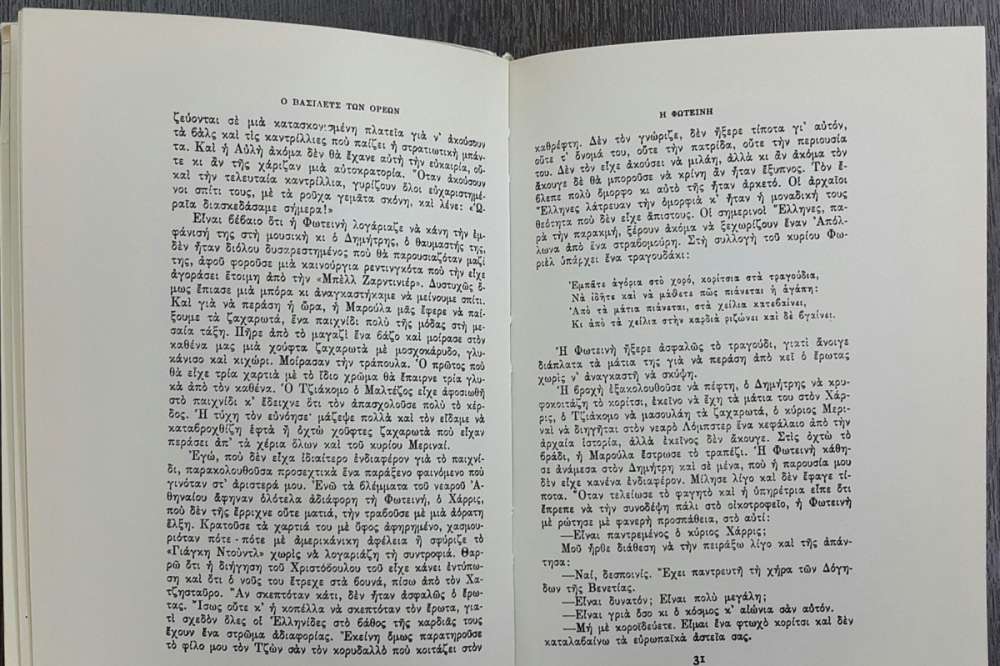 Ο ΒΑΣΙΛΕΥΣ ΤΩΝ ΟΡΕΩΝ
ζεύονται σὲ μιὰ κατασκονισμένη πλατεῖα γιὰ ν' ἀκούσουν
τὰ βὰλς καὶ τὶς καντρίλλιες ποὺ παίζει ἡ στρατιωτικὴ μπάν-
τα. Καὶ ἡ Αὐλὴ ἀκόμα δὲν θὰ ἔχανε αὐτὴ τὴν εὐκαιρία, οὔ-
τε κι ἂν τῆς χάριζαν μιὰ αὐτοκρατορία. Ὅταν ἀκούσουν
καὶ τὴν τελευταία καντρίλλια, γυρίζουν ὅλοι εὐχαριστημέ-
νοι σπίτι τους, μὲ τὰ ροῦχα γεμᾶτα σκόνη, καὶ λένε: «Ὡ-
ραῖα διασκεδάσαμε σήμερα!»
Εἶναι βέβαιο ὅτι ἡ Φωτεινὴ λογάριαζε νὰ κάνη τὴν ἐμ-
φάνισή της στὴ μουσικὴ κι ὁ Δημήτρης, ὁ θαυμαστής της,
δὲν ἦταν διόλου δυσαρεστημένος ποὺ θὰ παρουσιαζόταν μαζί
της, ἀφοῦ φοροῦσε μιὰ καινούργια ρεντινγκότα ποὺ τὴν εἶχε
ἀγοράσει ἕτοιμη ἀπὸ τὴν «Μπὲλλ Ζαρντινιέρ». Δυστυχῶς ὅ-
μως ἔπιασε μιὰ μπόρα κι ἀναγκαστήκαμε νὰ μείνουμε σπίτι.
Καὶ γιὰ νὰ περάση ἡ ὥρα, ἡ Μαρούλα μᾶς ἔφερε νὰ παί-
ξουμε τὰ ζαχαρωτά, ἕνα παιχνίδι πολὺ τῆς μόδας στὴ με-
σαία τάξη. Πῆρε ἀπὸ τὸ μαγαζὶ ἕνα βάζο καὶ μοίρασε στὸν
καθένα μας μιὰ χούφτα ζαχαρωτὰ μὲ μοσχοκάρυδο, γλυ-
κάνισο καὶ κιχώρι. Μοίρασαν τὴν τράπουλα. Ὁ πρῶτος ποὺ
θὰ εἶχε τρία χαρτιὰ μὲ τὸ ἴδιο χρῶμα θὰ ἔπαιρνε τρία γλυ-
κὰ ἀπὸ τὸν καθένα. Ὁ Τζιάκομο ὁ Μαλτέζος εἶχε ἀφοσιωθῆ
στὸ παιχνίδι κ' ἔδειχνε ὅτι τὸν ἀπασχολοῦσε πολὺ τὸ κέρ-
δος. Ἡ τύχη τὸν εὐνόησε· μάζεψε πολλὰ καὶ τὸν εἴδαμε νὰ
καταβροχθίζη ἑφτὰ ἢ ὀχτὼ χοῦφτες ζαχαρωτὰ ποὺ εἶχαν
περάσει ἀπ' τὰ χέρια ὅλων καὶ τοῦ κυρίου Μεριναί.
Ἐγώ, ποὺ δὲν εἶχα ἰδιαίτερο ἐνδιαφέρον γιὰ τὸ παιχνί-
δι, παρακολουθοῦσα προσεχτικὰ ἕνα παράξενο φαινόμενο ποὺ
γινόταν στ' ἀριστερά μου. Ἐνῶ τὰ βλέμματα τοῦ νεαροῦ Ἀ-
θηναίου ἄφηναν ὁλότελα ἀδιάφορη τὴ Φωτεινή, ὁ Χάρρις,
ποὺ δὲν τῆς ἔρριχνε οὔτε ματιά, τὴν τραβοῦσε μὲ μιὰ ἀόρατη
ἕλξη. Κρατοῦσε τὰ χαρτιά του μὲ ὕφος ἀφηρημένο, χασμου-
ριόταν πότε - πότε μὲ ἀμερικάνικη ἀφέλεια ἢ σφύριζε τὸ
«Γιάγκη Ντοὺντλ» χωρὶς νὰ λογαριάζη τὴ συντροφιά. Θαρ-
ρῶ ὅτι ἡ διήγηση τοῦ Χριστόδουλου τοῦ εἶχε κάνει ἐντύπω-
ση καὶ ὅτι ὁ νοῦς του ἔτρεχε στὰ βουνά, πίσω ἀπὸ τὸν Χα-
τζησταῦρο. Ἂν σκεπτόταν κάτι, δὲν ἦταν ἀσφαλῶς ὁ ἔρω-
τας. Ἴσως οὔτε κ' ἡ κοπέλλα νὰ σκεπτόταν τὸν ἔρωτα, για-
τὶ σχεδὸν ὅλες οἱ Ἑλληνίδες στὸ βάθος τῆς καρδιᾶς τους
ἔχουν ἕνα στρῶμα ἀδιαφορίας. Ἐκείνη ὅμως παρατηροῦσε
τὸ φίλο μου τὸν Τζὼν σὰν τὸν κορυδαλλὸ ποὺ κοιτάζει στὸν
Η ΦΩΤΕΙΝΗ
καθρέφτη. Δὲν τὸν γνώριζε, δὲν ἤξερε τίποτα γι' αὐτόν,
οὔτε τ' ὄνομά του, οὔτε τὴν πατρίδα, οὔτε τὴν περιουσία
του. Δὲν τὸν εἶχε ἀκούσει νὰ μιλάη, ἀλλὰ κι ἂν ἀκόμα τὸν
ἄκουγε δὲ θὰ μποροῦσε νὰ κρίνη ἂν ἦταν ἔξυπνος. Τὸν ἔ-
βλεπε πολὺ ὄμορφο κι αὐτὸ τῆς ἦταν ἀρκετό. Οἱ ἀρχαῖοι
Ἕλληνες λάτρευαν τὴν ὀμορφιὰ κ' ἦταν ἡ μοναδική τους
θεότητα ποὺ δὲν εἶχε ἀπίστους. Οἱ σημερινοὶ Ἕλληνες, πα-
ρὰ τὴν παρακμή, ξέρουν ἀκόμα νὰ ξεχωρίζουν ἕναν Ἀπόλ-
λωνα ἀπὸ ἕνα στραβομούρη. Στὴ συλλογὴ τοῦ κυρίου Φω-
ριὲλ ὑπάρχει ἕνα τραγουδάκι:
Ἐμπᾶτε ἀγόρια στὸ χορό, κορίτσια στὰ τραγούδια,
Νὰ ἰδῆτε καὶ νὰ μάθετε πῶς πιάνεται ἡ ἀγάπη:
Ἀπὸ τὰ μάτια πιάνεται, στὰ χείλια κατεβαίνει,
Κι ἀπὸ τὰ χείλια στὴν καρδιὰ ριζώνει καὶ δὲ βγαίνει.
Ἡ Φωτεινὴ ἤξερε ἀσφαλῶς τὸ τραγούδι, γιατὶ ἄνοιγε
διάπλατα τὰ μάτια της γιὰ νὰ περάση ἀπὸ κεῖ ὁ ἔρωτας
χωρὶς ν' ἀναγκαστῆ νὰ σκύψη.
Ἡ βροχὴ ἐξακολουθοῦσε νὰ πέφτη, ὁ Δημήτρης νὰ κρυ-
φοκοιτάζη τὸ κορίτσι, ἐκεῖνο νὰ ἔχη τὰ μάτια του στὸν Χάρ-
ρις, ὁ Τζιάκομο νὰ μασουλάη τὰ ζαχαρωτά, ὁ κύριος Μερι-
ναὶ νὰ διηγῆται στὸν νεαρὸ Λόμπστερ ἕνα κεφάλαιο ἀπὸ τὴν
ἀρχαία ἱστορία, ἀλλὰ ἐκεῖνος δὲν ἄκουγε. Στὶς ὀχτὼ τὸ
βράδι, ἡ Μαρούλα ἔστρωσε τὸ τραπέζι. Ἡ Φωτεινὴ κάθη-
σε ἀνάμεσα στὸν Δημήτρη καὶ σὲ μένα, ποὺ ἡ παρουσία μου
δὲν εἶχε κανένα ἐνδιαφέρον. Μίλησε λίγο καὶ δὲν ἔφαγε τί-
ποτα. Ὅταν τελείωσε τὸ φαγητὸ καὶ ἡ ὑπηρέτρια εἶπε ὅτι
ἔπρεπε νὰ τὴν συνοδέψη πάλι στὸ οἰκοτροφεῖο, ἡ Φωτεινὴ
μὲ ρώτησε μὲ φανερὴ προσπάθεια, στὸ αὐτί:
—Εἶναι παντρεμένος ὁ κύριος Χάρρις;
Μοῦ ἦρθε διάθεση νὰ τὴν πειράξω λίγο καὶ τῆς ἀπάν-
τησα:
—Ναί, δεσποινίς. Ἔχει παντρευτῆ τὴ χήρα τῶν Δόγη-
δων τῆς Βενετίας.
—Εἶναι δυνατόν; Εἶναι πολὺ μεγάλη;
—Εἶναι γριὰ ὅσο κι ὁ κόσμος κ' αἰώνια σὰν αὐτόν.
—Μή μὲ κοροϊδεύετε. Εἶμαι ἕνα φτωχὸ κορίτσι καὶ δὲν
καταλαβαίνω τὰ εὐρωπαϊκὰ ἀστεῖα σας.
31